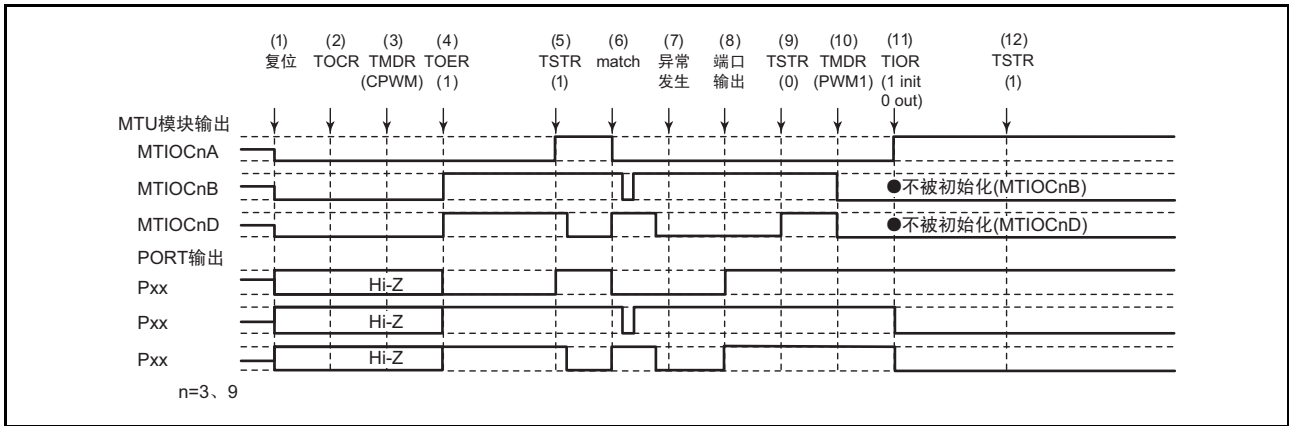 (1) (2) (3) (4) (5) (6) (7) (8) (9) (10) (11) (12)
复位 TOCR TMDR TOER TSTR match 异常 端口 TSTR TMDR TIOR TSTR
(CPWM) (1) (1) 发生 输出 (0) (PWM1) (1 init (1)
0 out)
MTU模块输出
MTIOCnA
MTIOCnB ●不被初始化(MTIOCnB)
MTIOCnD ●不被初始化(MTIOCnD)
PORT输出
Pxx Hi-Z
Pxx Hi-Z
Pxx Hi-Z
n=3、9